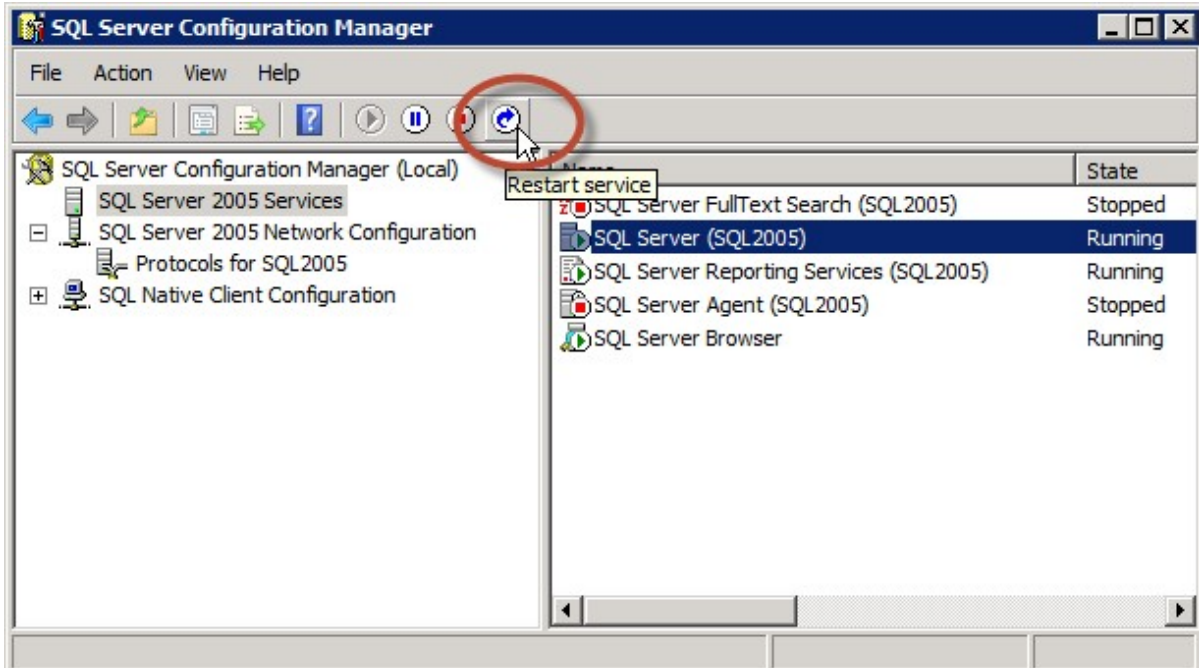 SQL Server Configuration Manager
File Action View Help
SQL Server Configuration Manager (Local)
SQL Server 2005 Services
SQL Server 2005 Network Configuration
Protocols for SQL2005
SQL Native Client Configuration
Restart service
Name State
SQL Server FullText Search (SQL2005) Stopped
SQL Server (SQL2005) Running
SQL Server Reporting Services (SQL2005) Running
SQL Server Agent (SQL2005) Stopped
SQL Server Browser Running